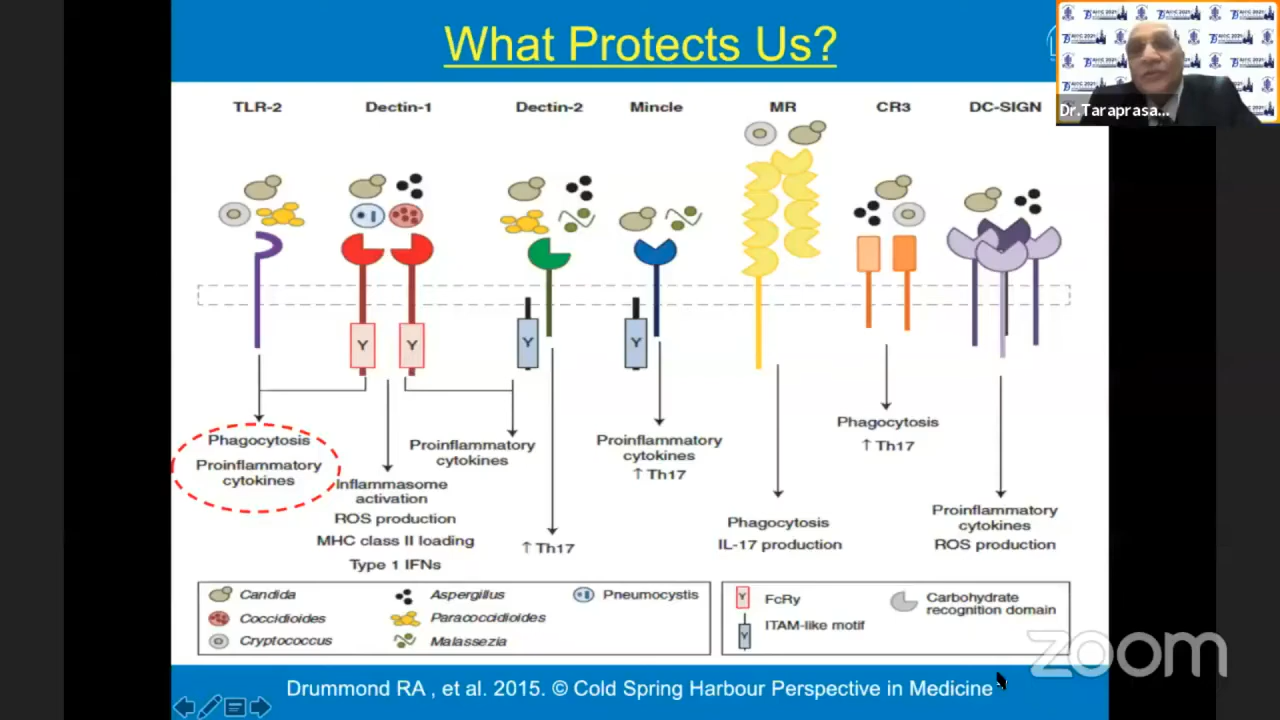 What Protects Us?
Dr.Taraprasa...
TLR-2
Dectin-1
Dectin-2
Mincle
MR
CR3
DC-SIGN
Y
Y
Y
Y
Phagocytosis
Proinflammatory
cytokines
Inflammasome
activation
ROS production
MHC class II loading
Type 1 IFNs
Proinflammatory
cytokines
↑ Th17
Proinflammatory
cytokines
↑ Th17
Phagocytosis
IL-17 production
Phagocytosis
↑ Th17
Proinflammatory
cytokines
ROS production
Candida
Coccidioides
Cryptococcus
Aspergillus
Paracoccidioides
Malassezia
Pneumocystis
Y FcRγ
Y ITAM-like motif
Carbohydrate
recognition domain
zoom
Drummond RA , et al. 2015. © Cold Spring Harbour Perspective in Medicine